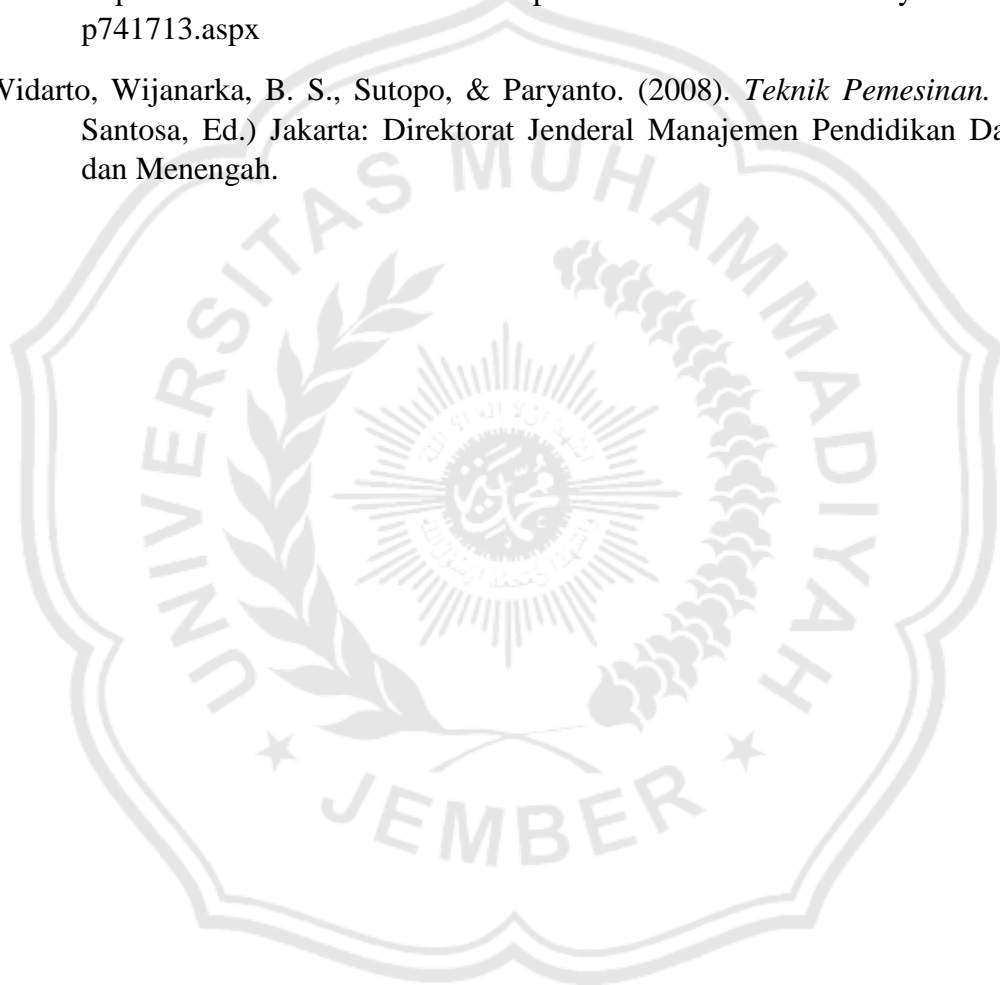 p741713.aspx
Widarto, Wijanarka, B. S., Sutopo, & Paryanto. (2008). Teknik Pemesinan.
Santosa, Ed.) Jakarta: Direktorat Jenderal Manajemen Pendidikan
dan Menengah.
UNIVERSITAS MUHAMMADIYAH
JEMBER